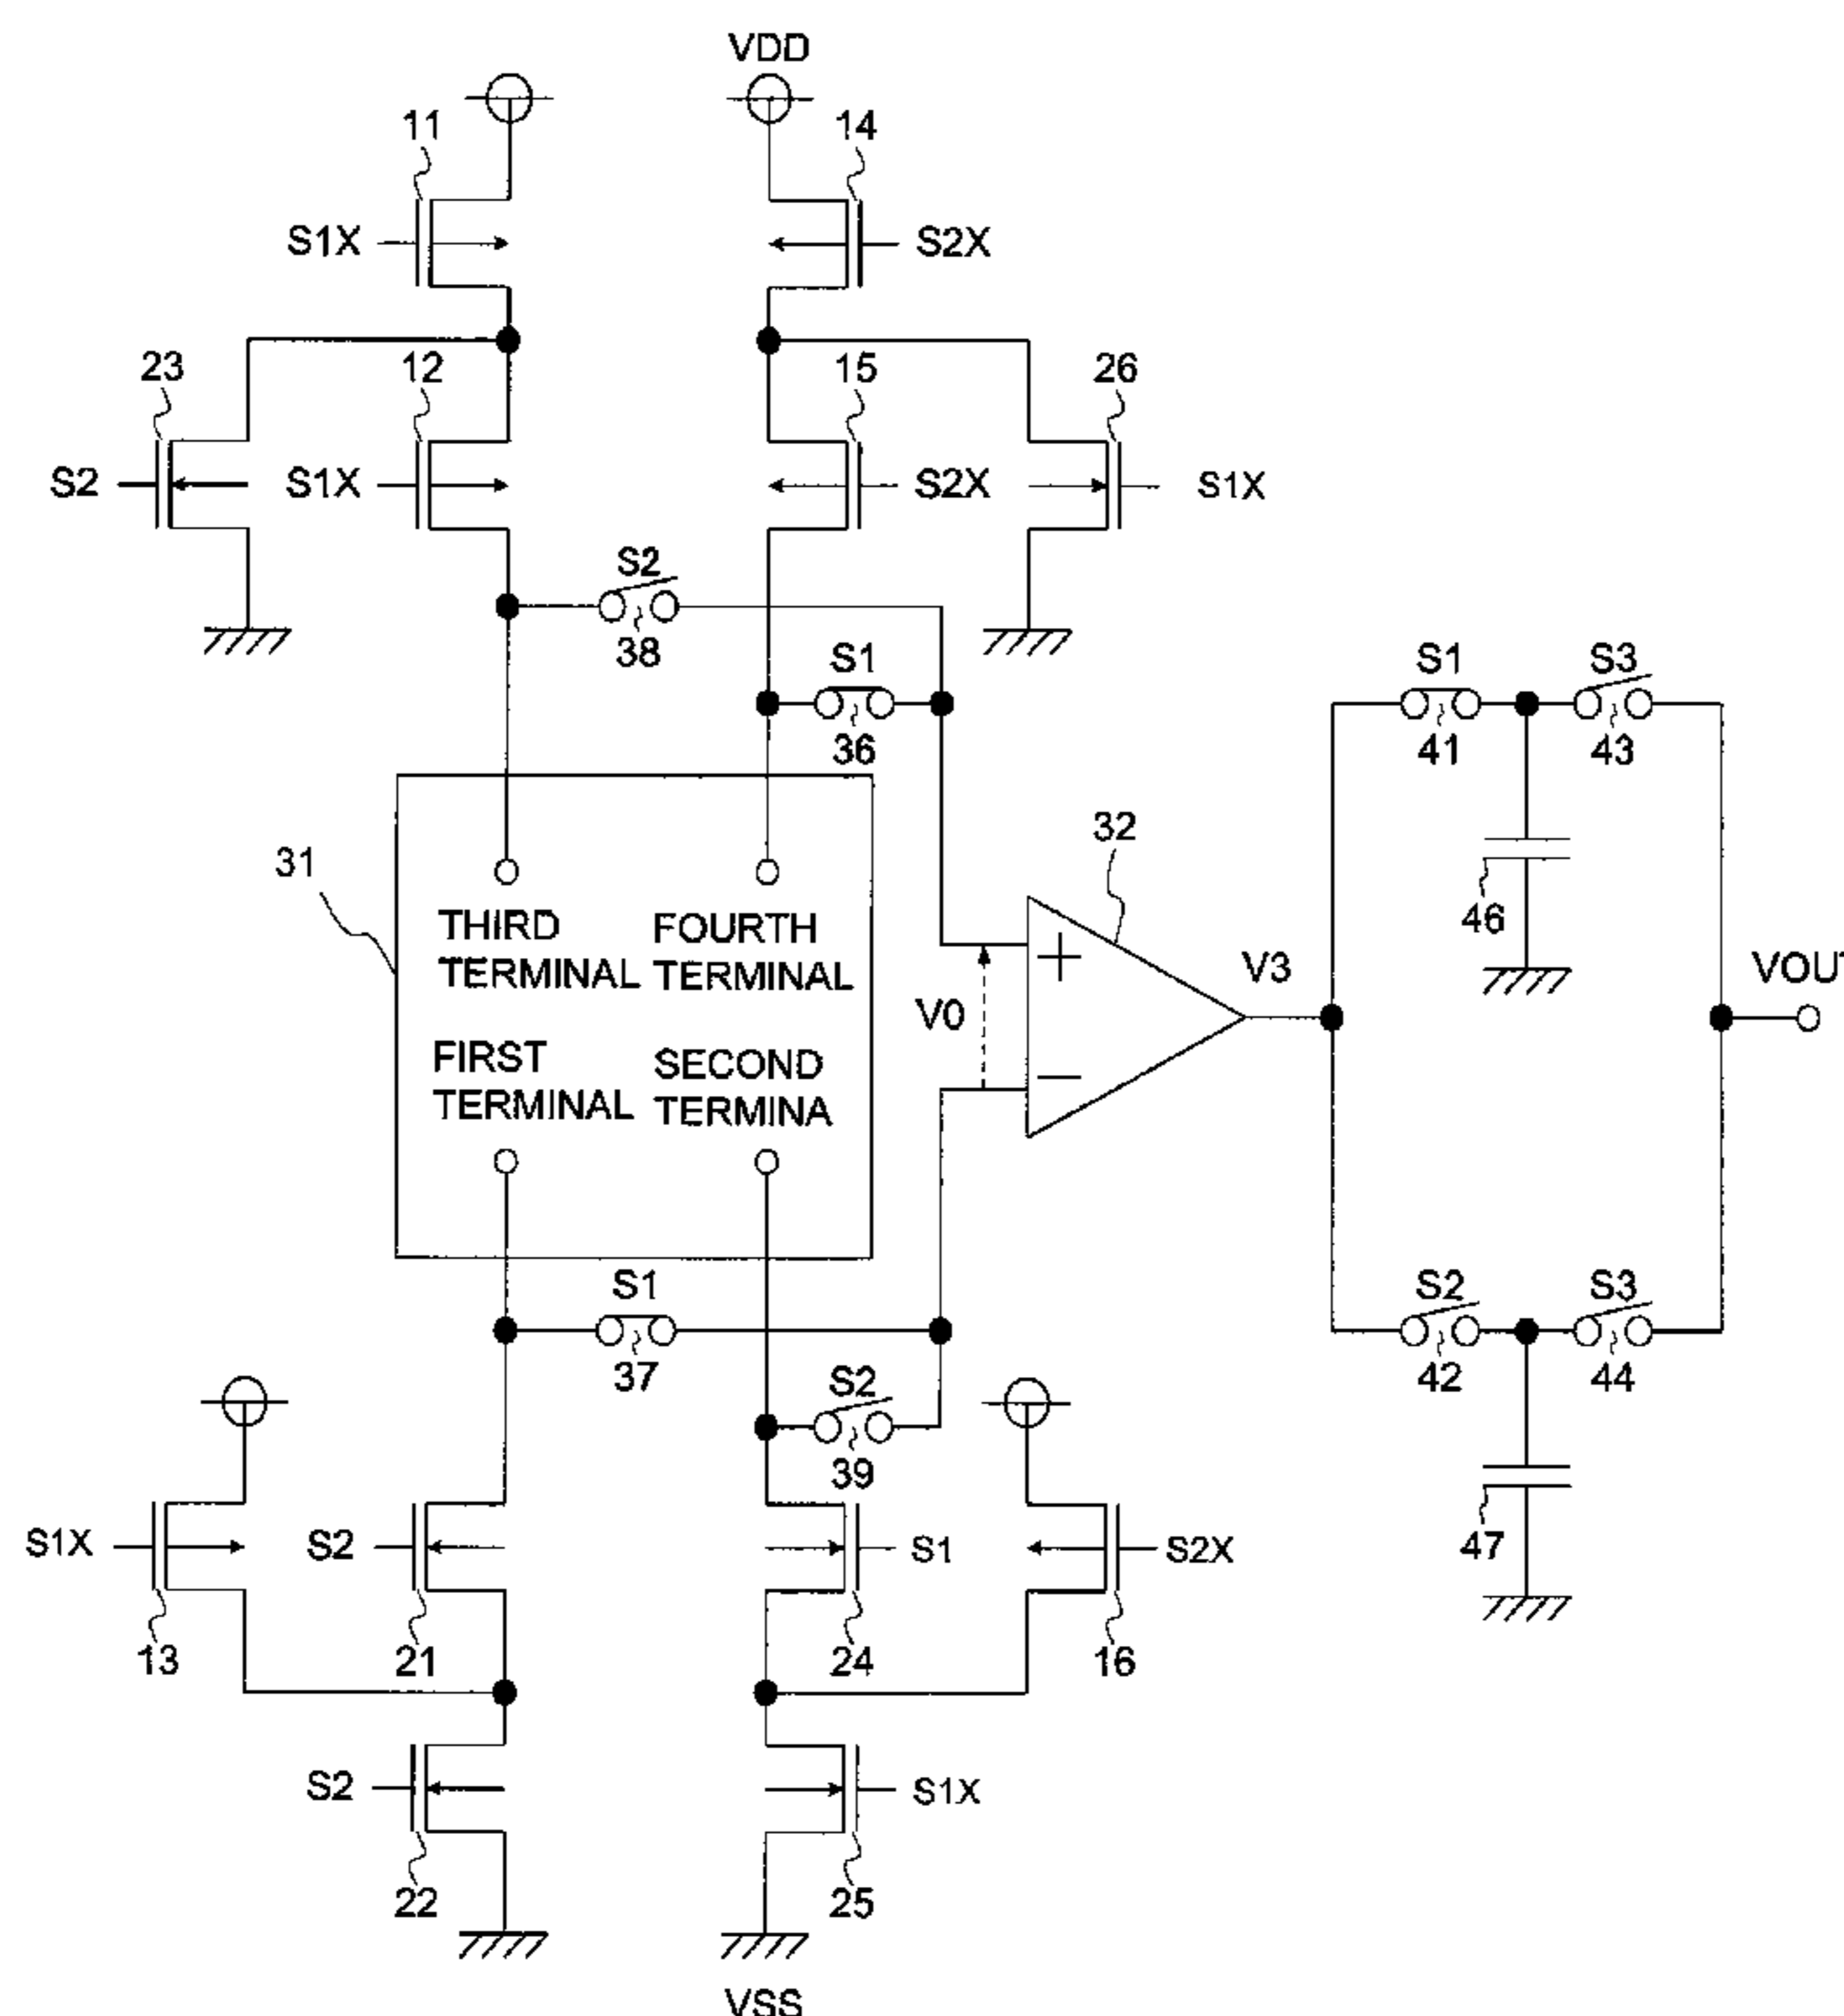 VDD
11
14
S1X
S2X
23
12
15
26
S2
S1X
S2X
S1X
S2
38
S1
36
S1
S3
41
43
31
32
46
THIRD
TERMINAL
FOURTH
TERMINAL
V0
+
−
V3
VOUT
FIRST
TERMINAL
SECOND
TERMINA
S1
37
S2
39
S2
S3
42
44
47
S1X
S2
S1
S2X
13
21
24
16
S2
S1X
22
25
VSS